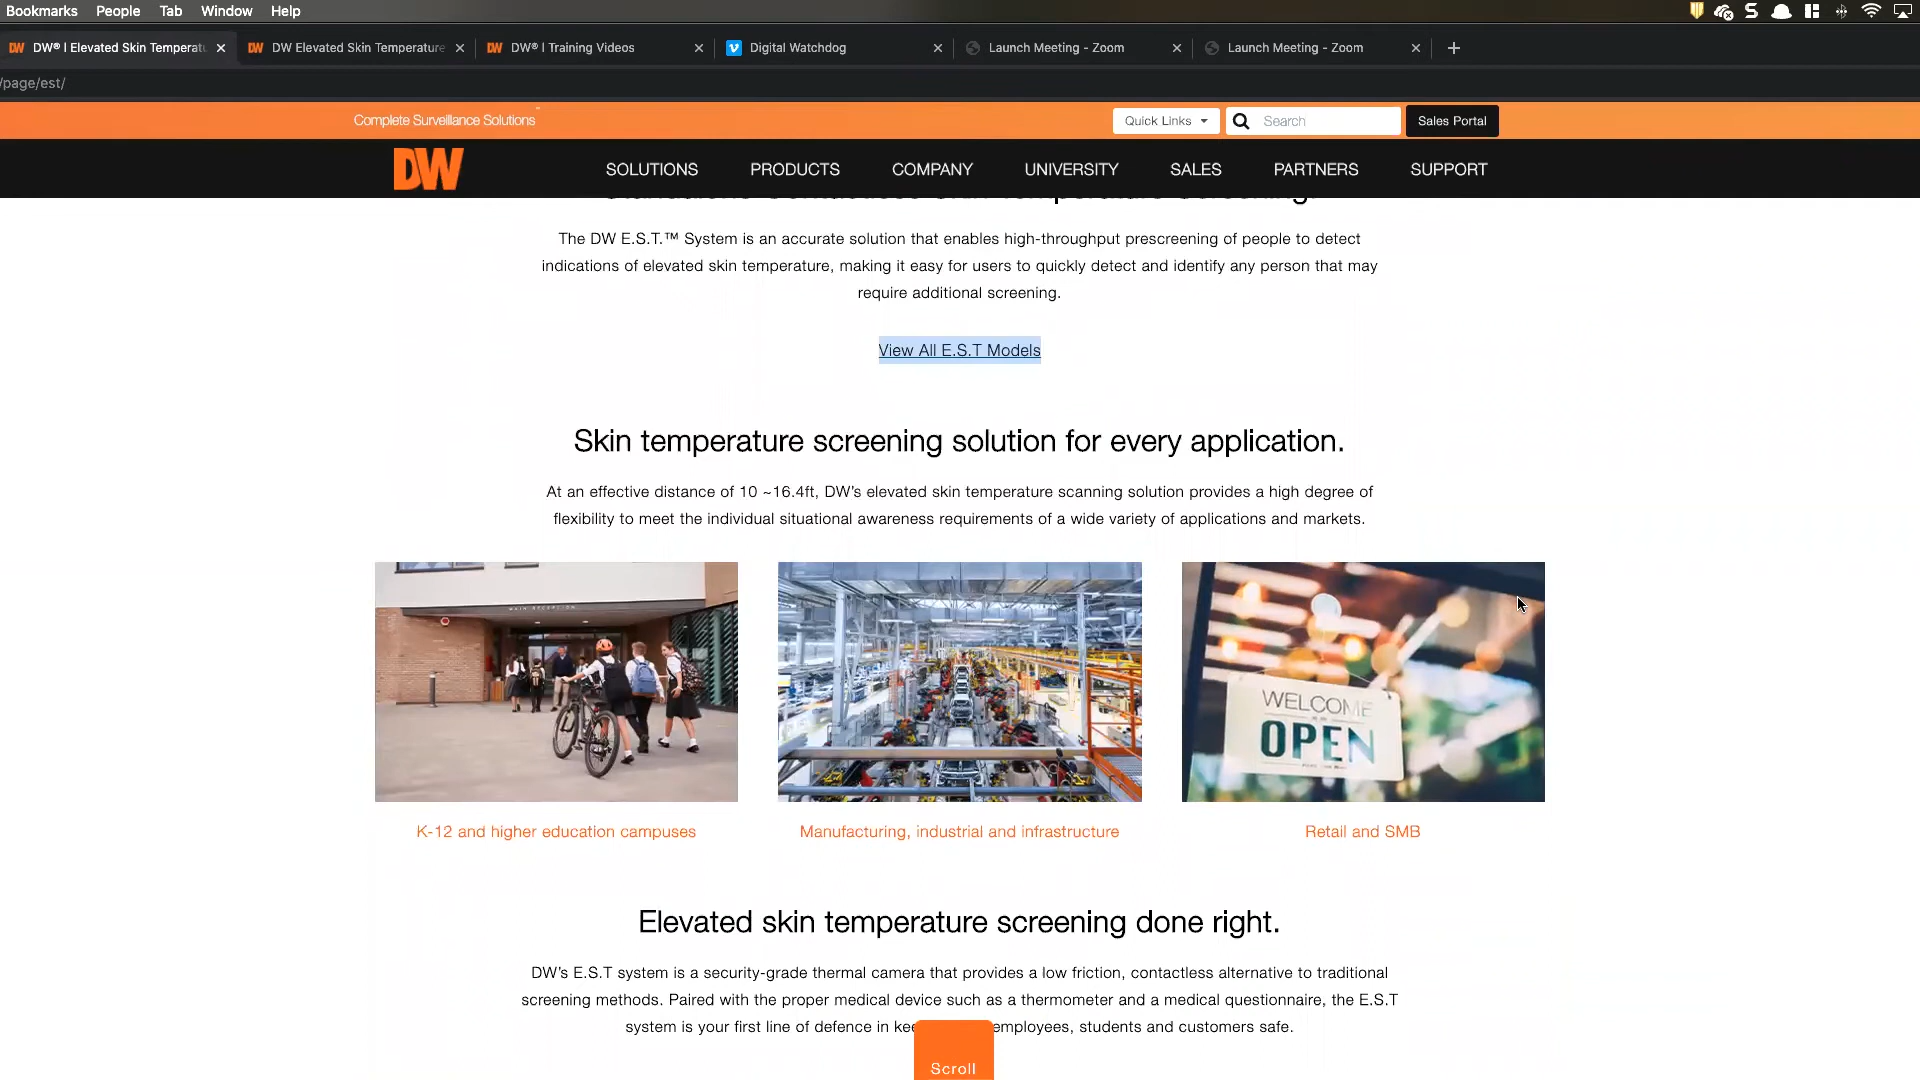 Bookmarks People Tab Window Help
DW® | Elevated Skin Temperatu
DW Elevated Skin Temperature
DW® | Training Videos
Digital Watchdog
Launch Meeting - Zoom
Launch Meeting - Zoom
/page/est/
Complete Surveillance Solutions
Quick Links
Search
Sales Portal
DW
SOLUTIONS PRODUCTS COMPANY UNIVERSITY SALES PARTNERS SUPPORT
The DW E.S.T.™ System is an accurate solution that enables high-throughput prescreening of people to detect
indications of elevated skin temperature, making it easy for users to quickly detect and identify any person that may
require additional screening.
View All E.S.T Models
Skin temperature screening solution for every application.
At an effective distance of 10 ~16.4ft, DW's elevated skin temperature scanning solution provides a high degree of
flexibility to meet the individual situational awareness requirements of a wide variety of applications and markets.
MAIN RECEPTION
WELCOME
OPEN
K-12 and higher education campuses
Manufacturing, industrial and infrastructure
Retail and SMB
Elevated skin temperature screening done right.
DW's E.S.T system is a security-grade thermal camera that provides a low friction, contactless alternative to traditional
screening methods. Paired with the proper medical device such as a thermometer and a medical questionnaire, the E.S.T
system is your first line of defence in kee employees, students and customers safe.
Scroll